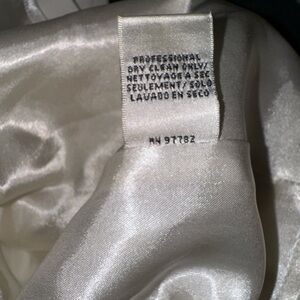 PROFESSIONAL
DRY CLEAN ONLY/
NETTOYAGE A SEC
SEULEMENT/SOLO
LAVADO EN SECO
RN 97782